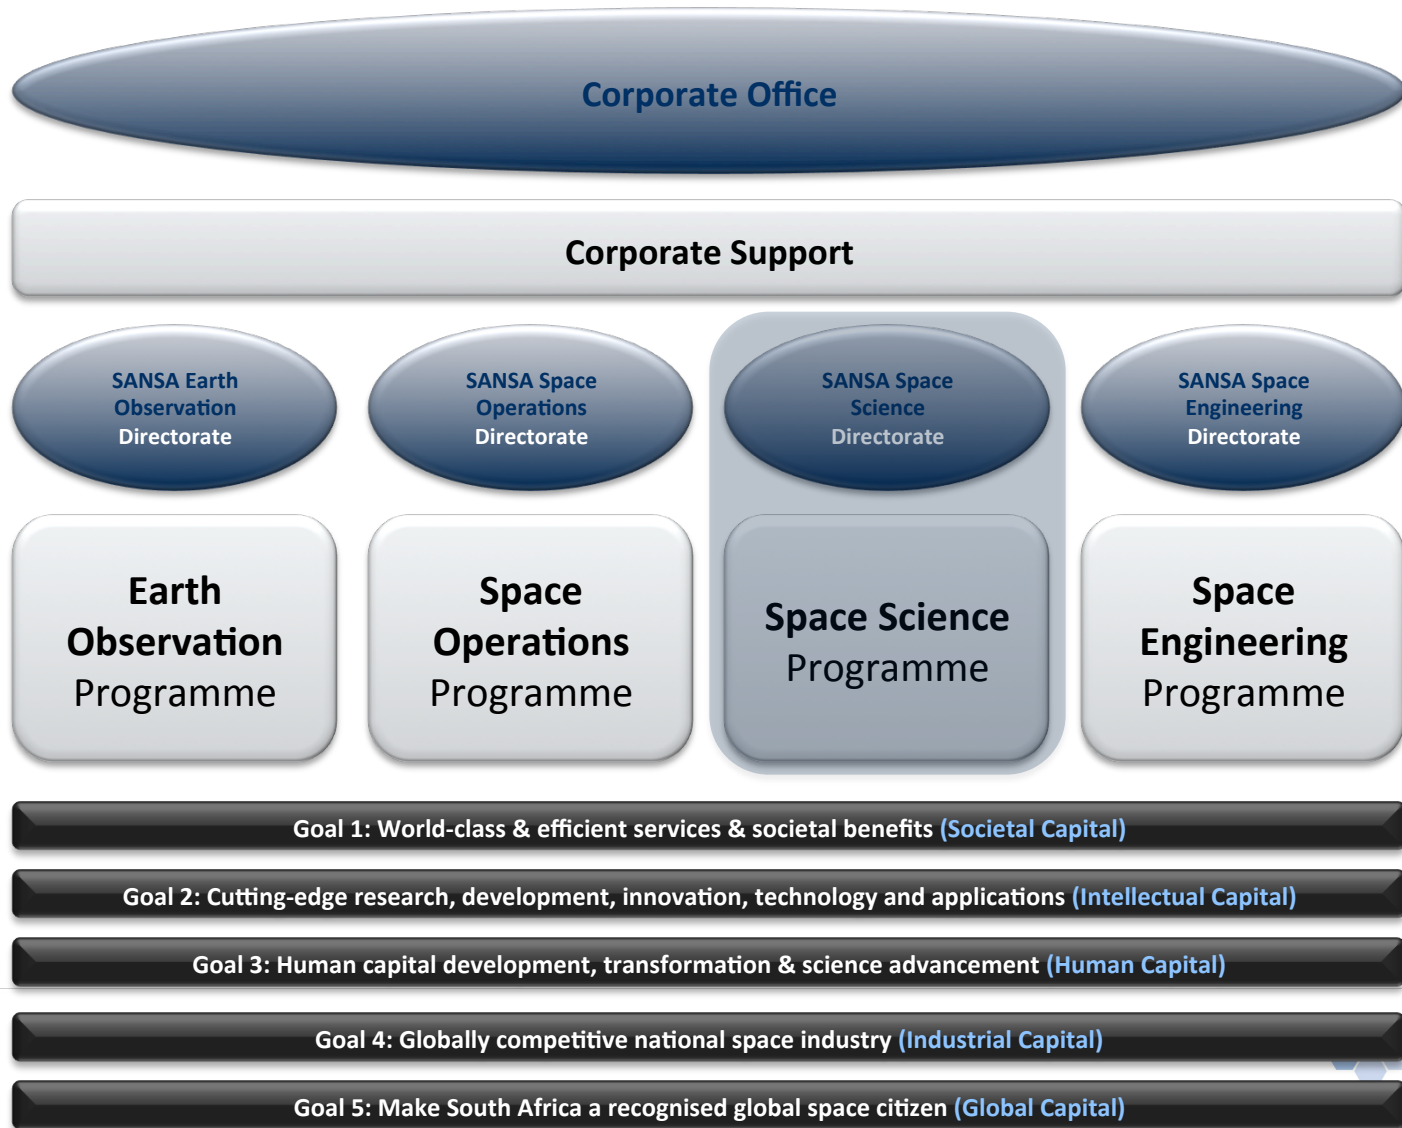 Corporate Office
Corporate Support
SANSA Earth
Observation
Directorate
SANSA Space
Operations
Directorate
SANSA Space
Science
Directorate
SANSA Space
Engineering
Directorate
Earth
Observation
Programme
Space
Operations
Programme
Space Science
Programme
Space
Engineering
Programme
Goal 1: World-class & efficient services & societal benefits (Societal Capital)
Goal 2: Cutting-edge research, development, innovation, technology and applications (Intellectual Capital)
Goal 3: Human capital development, transformation & science advancement (Human Capital)
Goal 4: Globally competitive national space industry (Industrial Capital)
Goal 5: Make South Africa a recognised global space citizen (Global Capital)